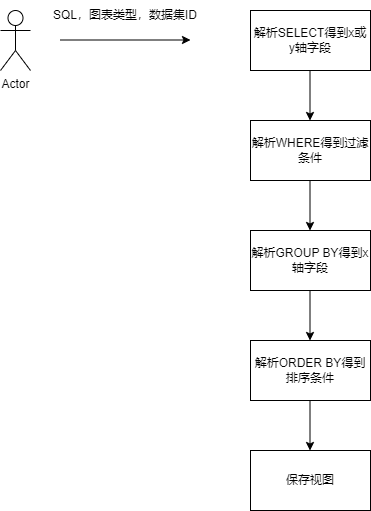 SQL，图表类型，数据集ID
Actor
解析SELECT得到x或
y轴字段
解析WHERE得到过滤
条件
解析GROUP BY得到x
轴字段
解析ORDER BY得到
排序条件
保存视图